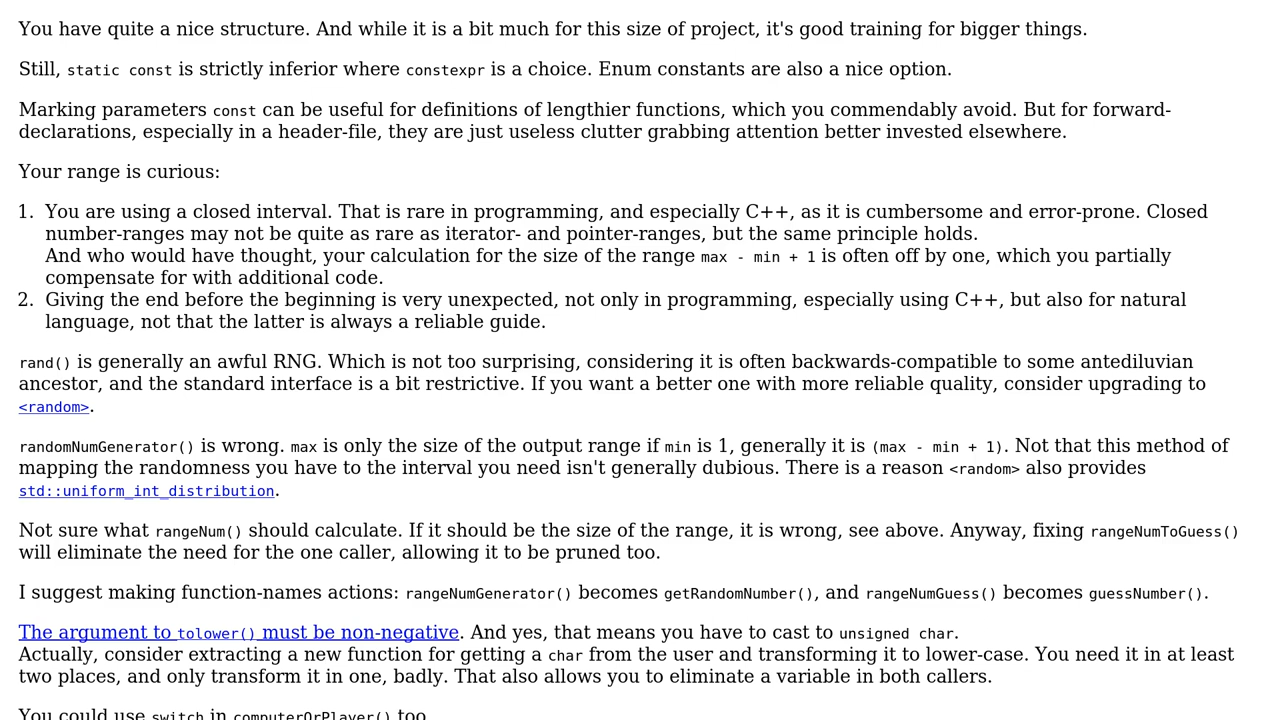 You have quite a nice structure. And while it is a bit much for this size of project, it's good training for bigger things.
Still, static const is strictly inferior where constexpr is a choice. Enum constants are also a nice option.
Marking parameters const can be useful for definitions of lengthier functions, which you commendably avoid. But for forward-
declarations, especially in a header-file, they are just useless clutter grabbing attention better invested elsewhere.
Your range is curious:
1. You are using a closed interval. That is rare in programming, and especially C++, as it is cumbersome and error-prone. Closed
number-ranges may not be quite as rare as iterator- and pointer-ranges, but the same principle holds.
And who would have thought, your calculation for the size of the range max - min + 1 is often off by one, which you partially
compensate for with additional code.
2. Giving the end before the beginning is very unexpected, not only in programming, especially using C++, but also for natural
language, not that the latter is always a reliable guide.
rand() is generally an awful RNG. Which is not too surprising, considering it is often backwards-compatible to some antediluvian
ancestor, and the standard interface is a bit restrictive. If you want a better one with more reliable quality, consider upgrading to
<random>.
randomNumGenerator() is wrong. max is only the size of the output range if min is 1, generally it is (max - min + 1). Not that this method of
mapping the randomness you have to the interval you need isn't generally dubious. There is a reason <random> also provides
std::uniform_int_distribution.
Not sure what rangeNum() should calculate. If it should be the size of the range, it is wrong, see above. Anyway, fixing rangeNumToGuess()
will eliminate the need for the one caller, allowing it to be pruned too.
I suggest making function-names actions: rangeNumGenerator() becomes getRandomNumber(), and rangeNumGuess() becomes guessNumber().
The argument to tolower() must be non-negative. And yes, that means you have to cast to unsigned char.
Actually, consider extracting a new function for getting a char from the user and transforming it to lower-case. You need it in at least
two places, and only transform it in one, badly. That also allows you to eliminate a variable in both callers.
You could use switch in computerOrPlayer() too.